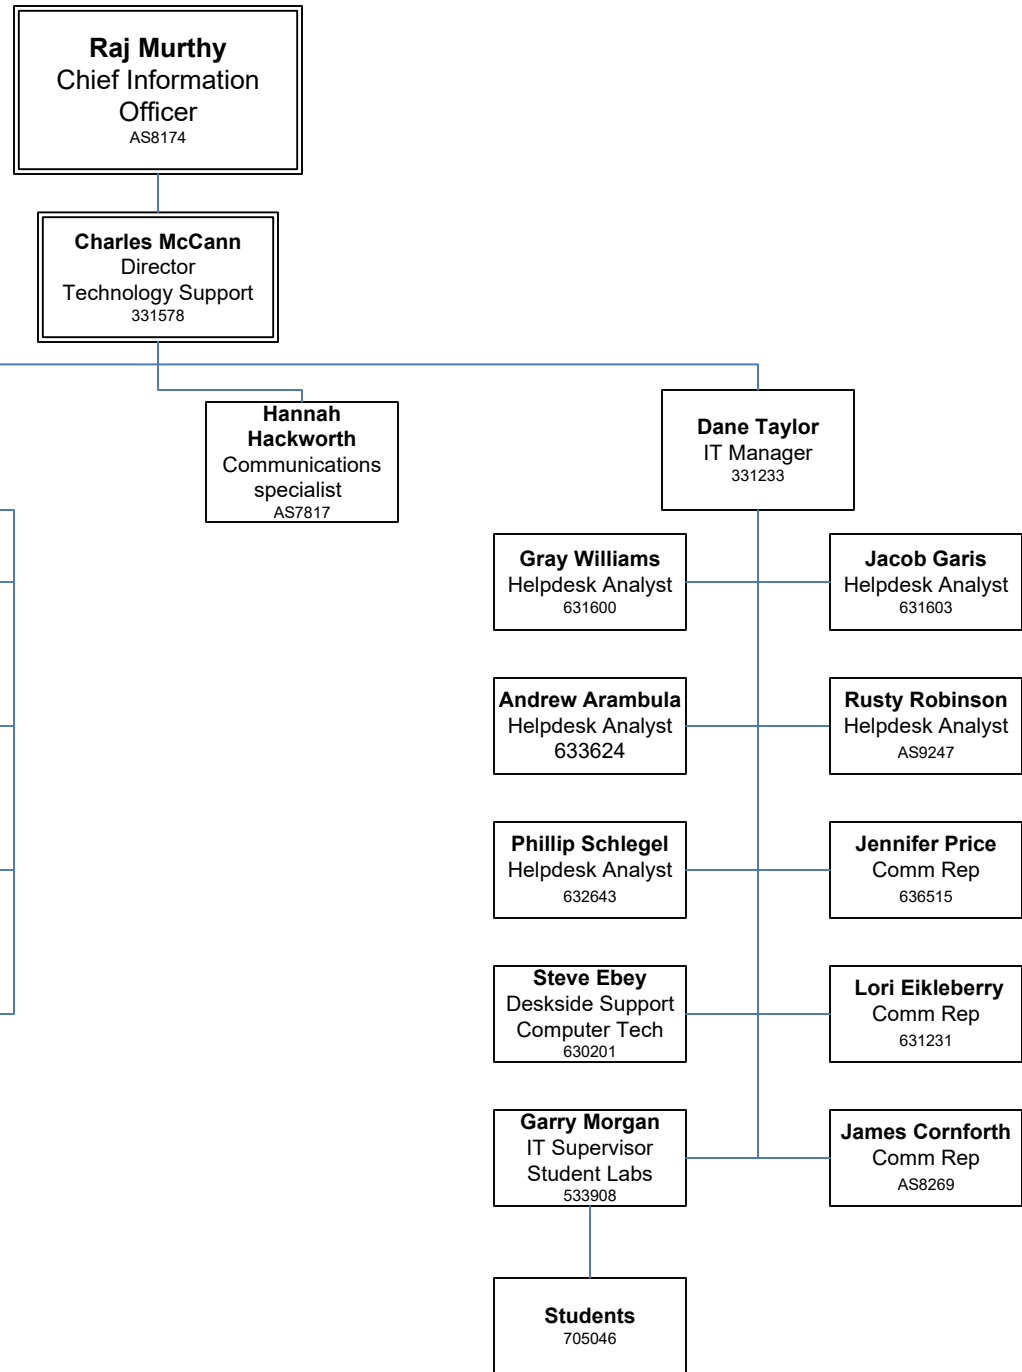 Raj Murthy
Chief Information
Officer
AS8174
Charles McCann
Director
Technology Support
331578
Hannah
Hackworth
Communications
specialist
AS7817
Dane Taylor
IT Manager
331233
Gray Williams
Helpdesk Analyst
631600
Jacob Garis
Helpdesk Analyst
631603
Andrew Arambula
Helpdesk Analyst
633624
Rusty Robinson
Helpdesk Analyst
AS9247
Phillip Schlegel
Helpdesk Analyst
632643
Jennifer Price
Comm Rep
636515
Steve Ebey
Deskside Support
Computer Tech
630201
Lori Eikleberry
Comm Rep
631231
Garry Morgan
IT Supervisor
Student Labs
533908
James Cornforth
Comm Rep
AS8269
Students
705046